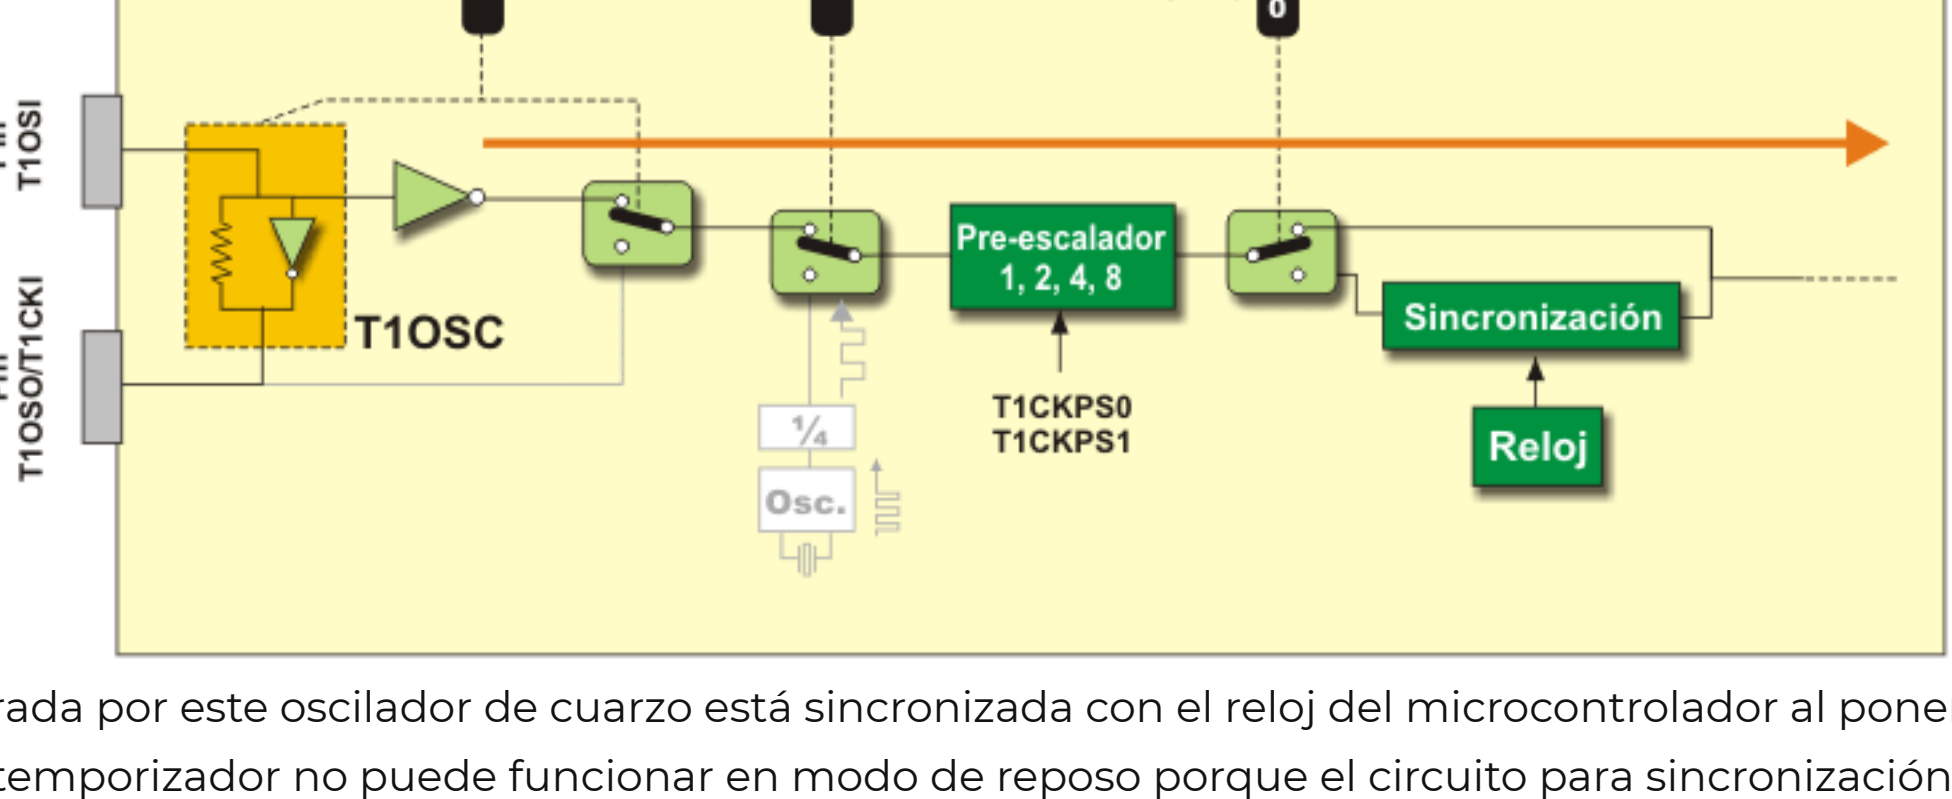 0
T1OSI
Pre-escalador
1, 2, 4, 8
T1OSC
Sincronización
T1OSO/T1CKI
T1CKPS0
T1CKPS1
¼
Reloj
Osc.
por este oscilador de cuarzo está sincronizada con el reloj del microcontrolador al
temporizador no puede funcionar en modo de reposo porque el circuito para sincronización